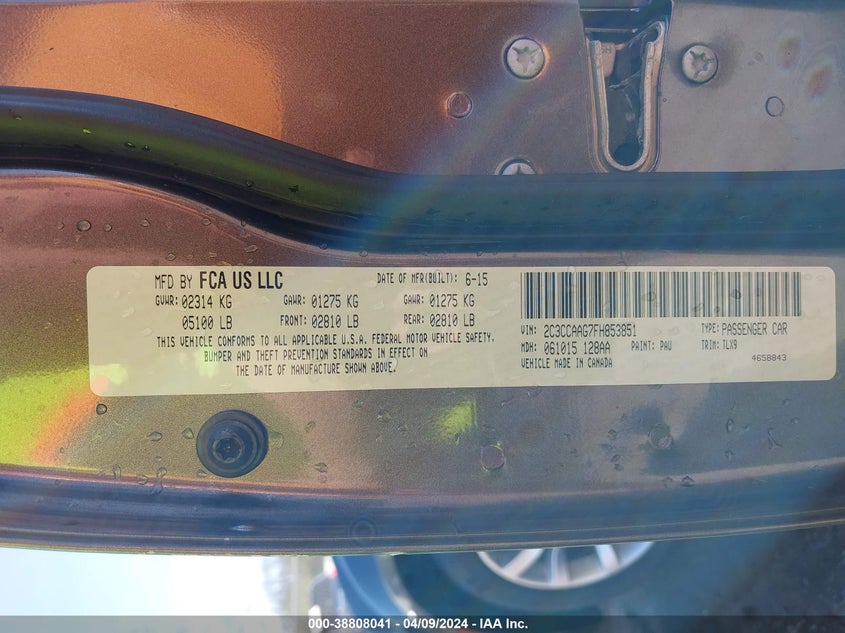 MFD BY FCA US LLC DATE OF MFR(BUILT): 6-15
GVWR: 02314 KG GAWR: 01275 KG GAWR: 01275 KG
05100 LB FRONT: 02810 LB REAR: 02810 LB
THIS VEHICLE CONFORMS TO ALL APPLICABLE U.S.A. FEDERAL MOTOR VEHICLE SAFETY,
BUMPER AND THEFT PREVENTION STANDARDS IN EFFECT ON
THE DATE OF MANUFACTURE SHOWN ABOVE.
VIN: 2C3CCAAG7FH853851 TYPE: PASSENGER CAR
MDH: 061015 128AA PAINT: PAU TRIM: TLX9
VEHICLE MADE IN CANADA 4658843
000-38808041 - 04/09/2024 - IAA Inc.